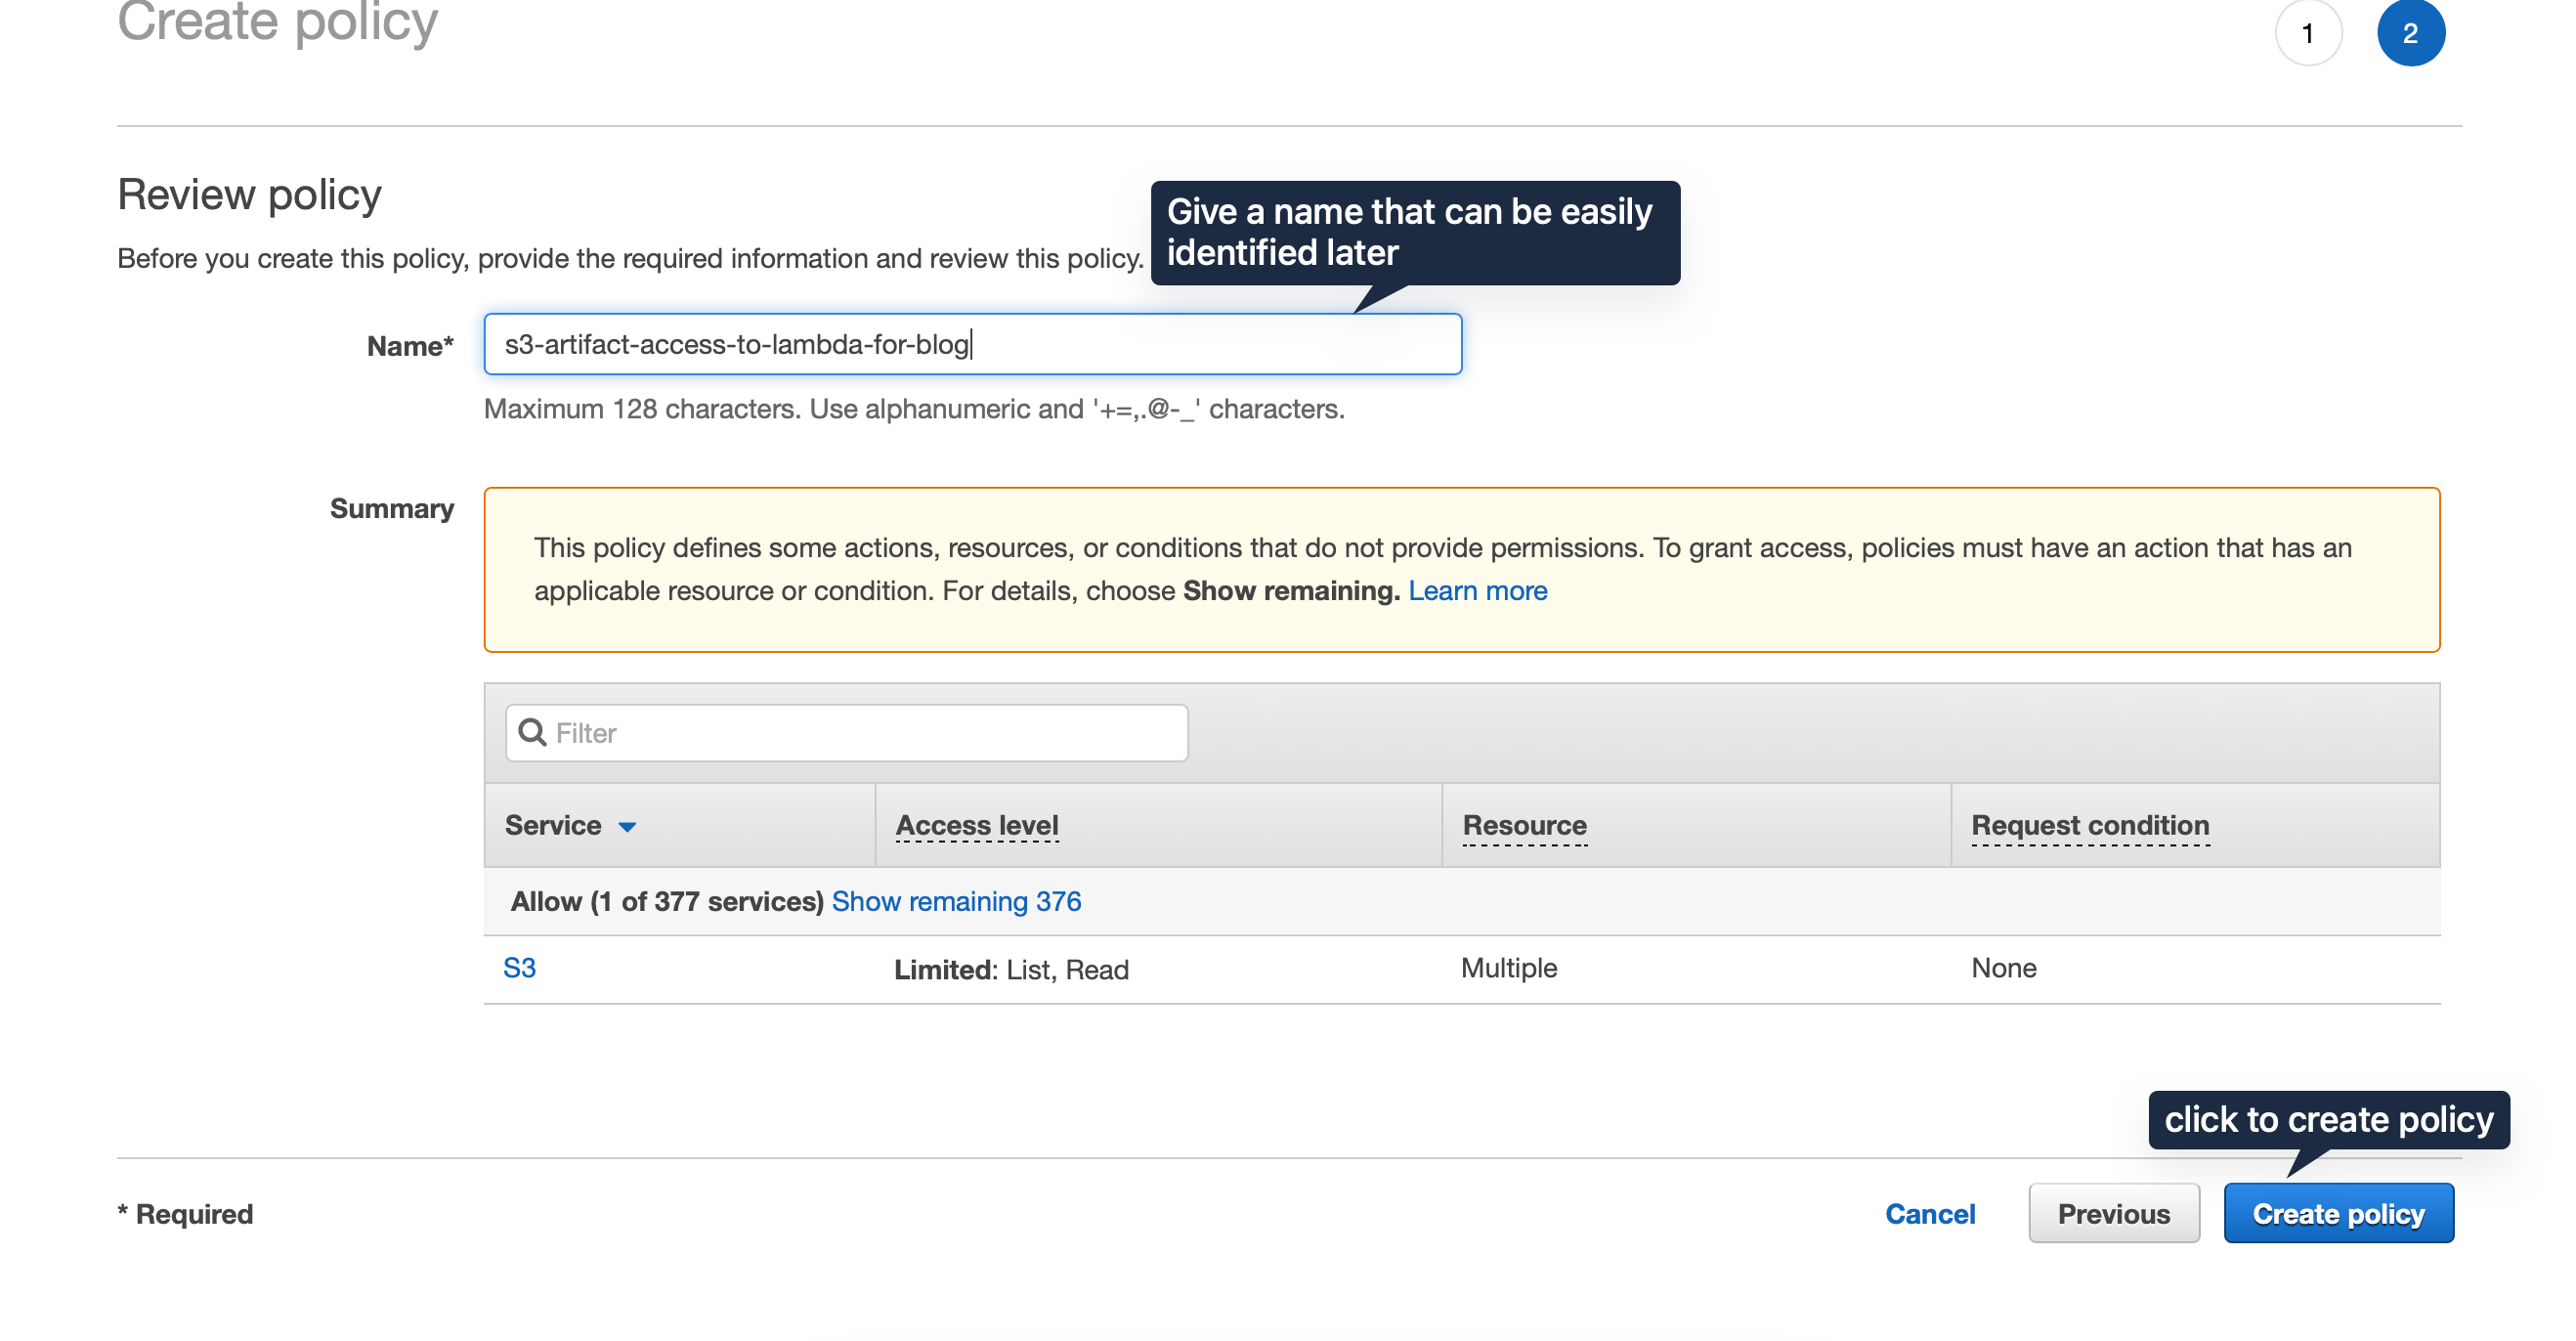 Create policy
1
2
Review policy
Give a name that can be easily
identified later
Before you create this policy, provide the required information and review this policy.
Name*
s3-artifact-access-to-lambda-for-blog
Maximum 128 characters. Use alphanumeric and '+=,.@-_' characters.
Summary
This policy defines some actions, resources, or conditions that do not provide permissions. To grant access, policies must have an action that has an
applicable resource or condition. For details, choose Show remaining. Learn more
Filter
Service Access level Resource Request condition
Allow (1 of 377 services) Show remaining 376
S3 Limited: List, Read Multiple None
click to create policy
* Required Cancel Previous Create policy